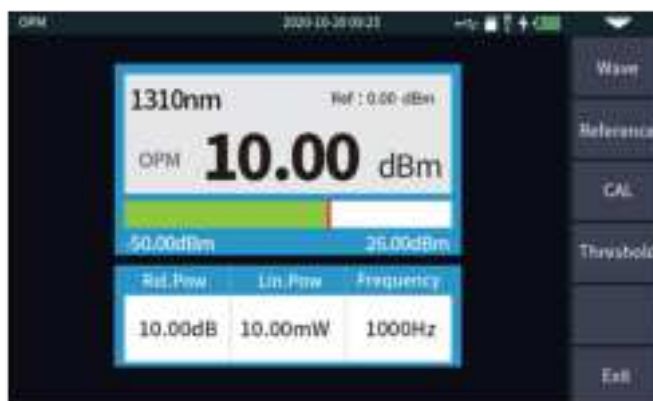 OPM 2020-10-20 09:23
Wave
1310nm Ref : 0.00 dBm
Reference
OPM 10.00 dBm
CAL
-50.00dBm 26.00dBm
Threshold
Rel.Pow Lin.Pow Frequency
10.00dB 10.00mW 1000Hz
Exit